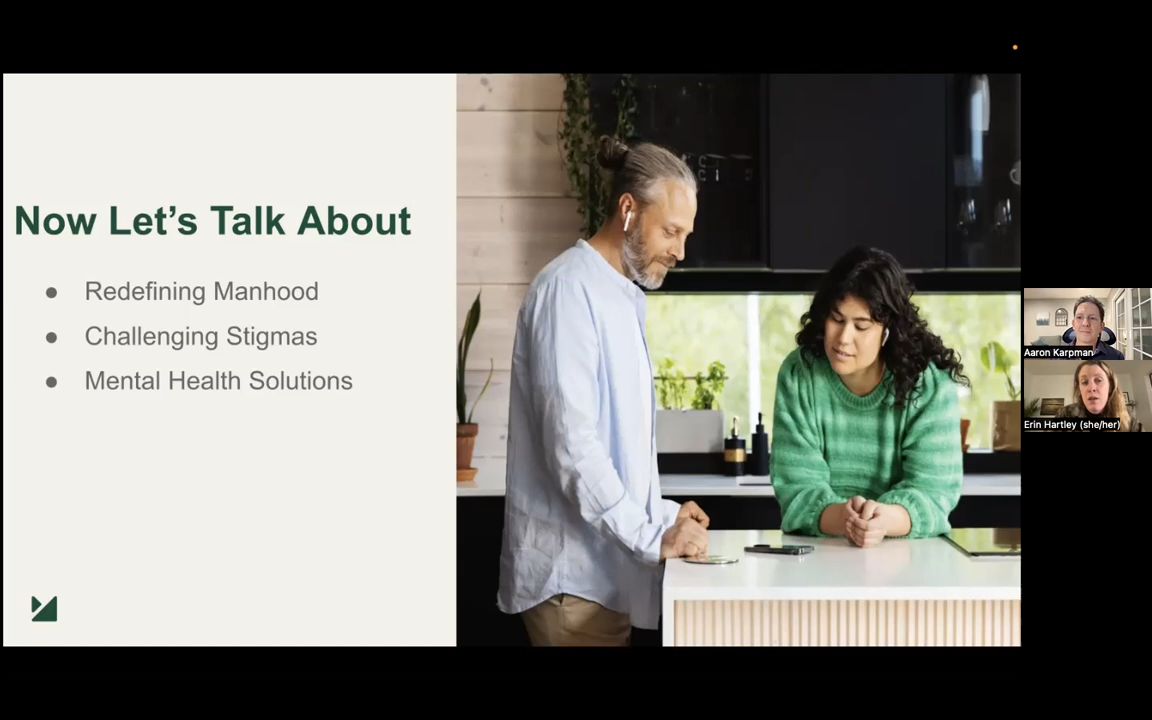 Now Let’s Talk About
● Redefining Manhood
● Challenging Stigmas
● Mental Health Solutions
Aaron Karpman
Erin Hartley (she/her)